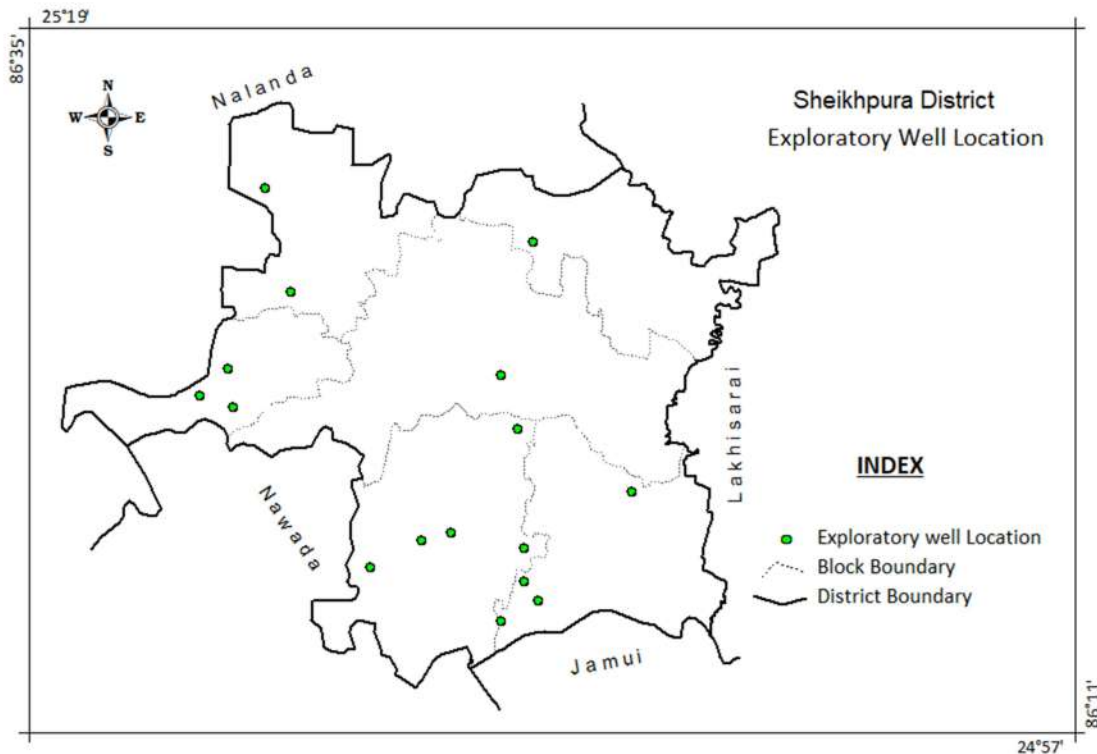 25°19'
86°35'
Nalanda
N
W E
S
Sheikhpura District
Exploratory Well Location
Lakhisarai
INDEX
Nawada
Exploratory well Location
Block Boundary
District Boundary
Jamui
86°11'
24°57'